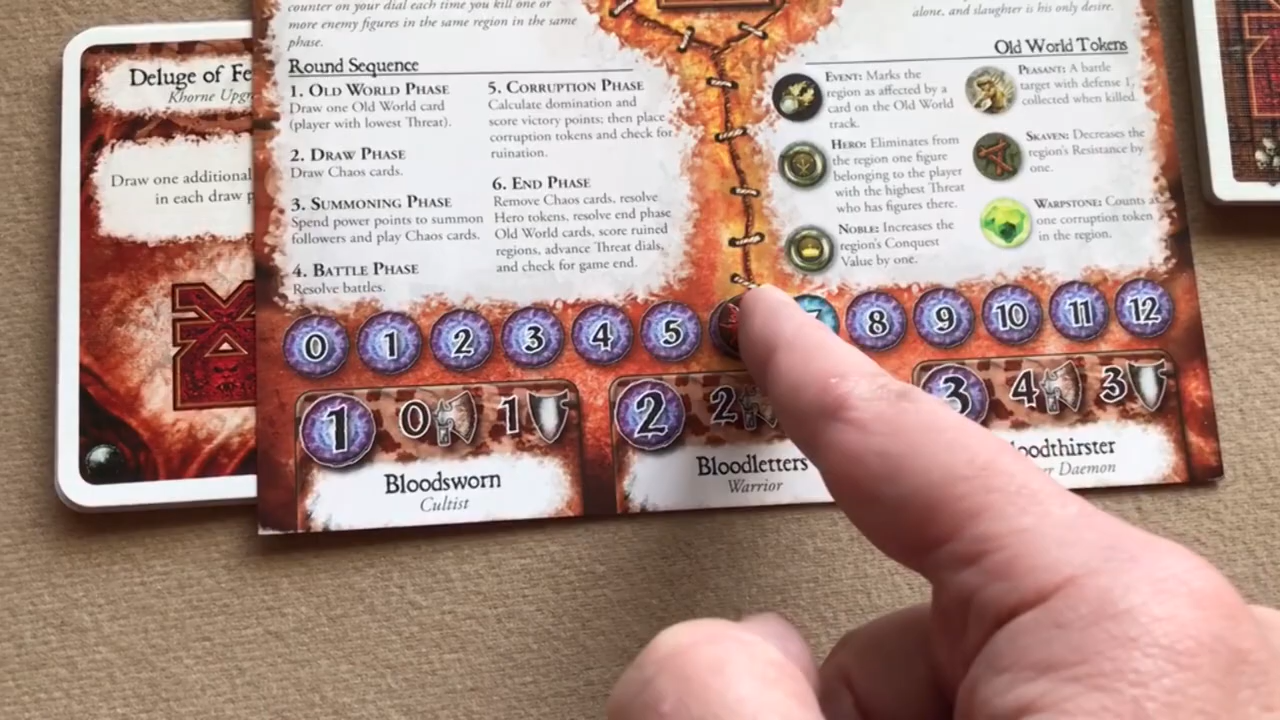 counter on your dial each time you kill one or
more enemy figures in the same region in the same
phase.
alone, and slaughter is his only desire.
Deluge of Fe
Khorne Upgr
Draw one additional
in each draw p
Round Sequence
1. OLD WORLD PHASE
Draw one Old World card
(player with lowest Threat).
2. DRAW PHASE
Draw Chaos cards.
3. SUMMONING PHASE
Spend power points to summon
followers and play Chaos cards.
4. BATTLE PHASE
Resolve battles.
5. CORRUPTION PHASE
Calculate domination and
score victory points; then place
corruption tokens and check for
ruination.
6. END PHASE
Remove Chaos cards, resolve
Hero tokens, resolve end phase
Old World cards, score ruined
regions, advance Threat dials,
and check for game end.
Old World Tokens
EVENT: Marks the
region as affected by a
card on the Old World
track.
HERO: Eliminates from
the region one figure
belonging to the player
with the highest Threat
who has figures there.
NOBLE: Increases the
region's Conquest
Value by one.
PEASANT: A battle
target with defense 1,
collected when killed.
SKAVEN: Decreases the
region's Resistance by
one.
WARPSTONE: Counts as
one corruption token
in the region.
0 1 2 3 4 5 7 8 9 10 11 12
1 0 1
Bloodsworn
Cultist
2 2
Bloodletters
Warrior
3 4 3
oodthirster
er Daemon